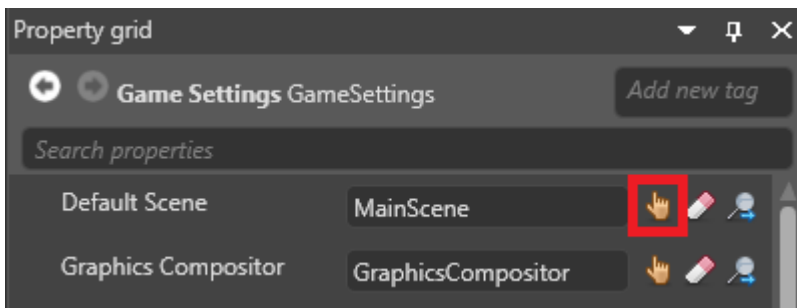 Property grid
Game Settings GameSettings
Add new tag
Search properties
Default Scene
MainScene
Graphics Compositor
GraphicsCompositor